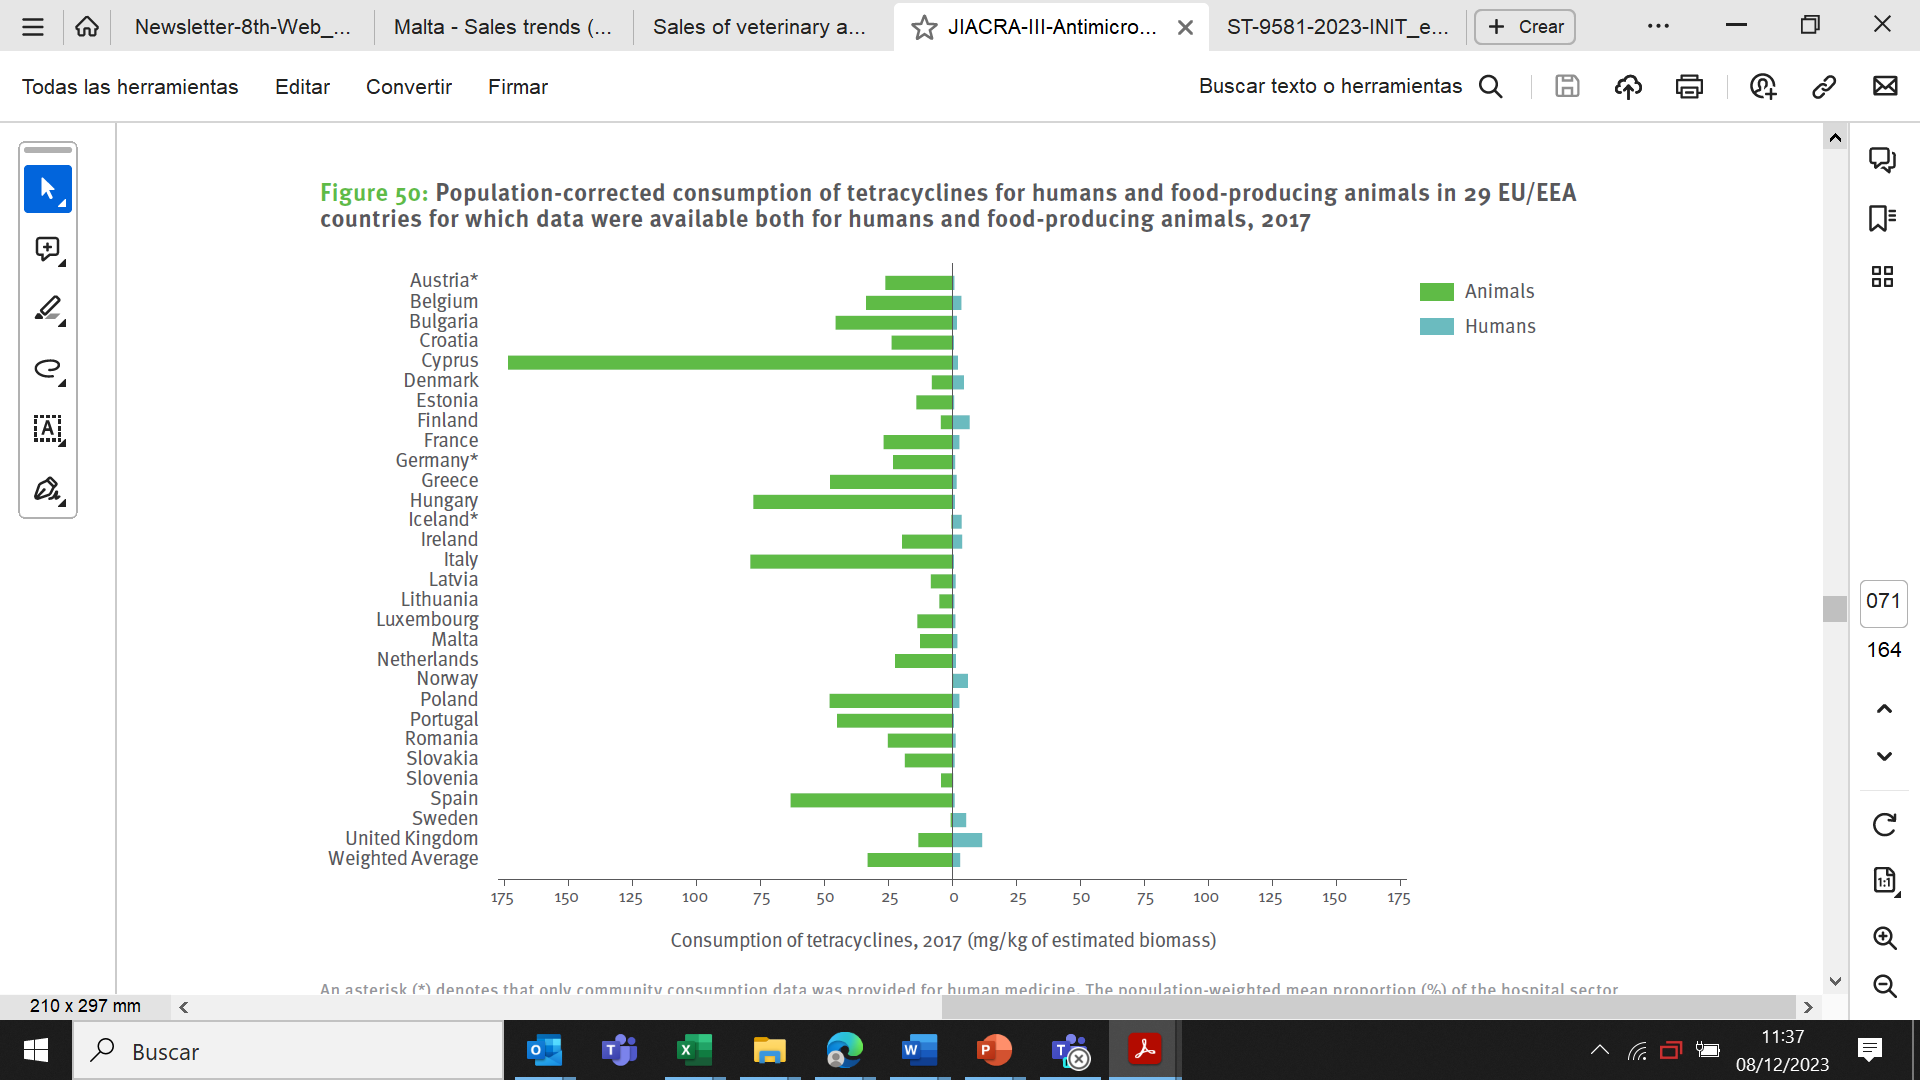 Newsletter-8th-Web_...
Malta - Sales trends (...
Sales of veterinary a...
JIACRA-III-Antimicro...
ST-9581-2023-INIT_e...
Crear
Todas las herramientas
Editar
Convertir
Firmar
Buscar texto o herramientas
Figure 50: Population-corrected consumption of tetracyclines for humans and food-producing animals in 29 EU/EEA
countries for which data were available both for humans and food-producing animals, 2017
Austria*
Belgium
Bulgaria
Croatia
Cyprus
Denmark
Estonia
Finland
France
Germany*
Greece
Hungary
Iceland*
Ireland
Italy
Latvia
Lithuania
Luxembourg
Malta
Netherlands
Norway
Poland
Portugal
Romania
Slovakia
Slovenia
Spain
Sweden
United Kingdom
Weighted Average
Animals
Humans
175 150 125 100 75 50 25 0 25 50 75 100 125 150 175
Consumption of tetracyclines, 2017 (mg/kg of estimated biomass)
An asterisk (*) denotes that only community consumption data was provided for human medicine. The population-weighted mean proportion (%) of the hospital sector
071
164
1:1
210 x 297 mm
Buscar
11:37
08/12/2023